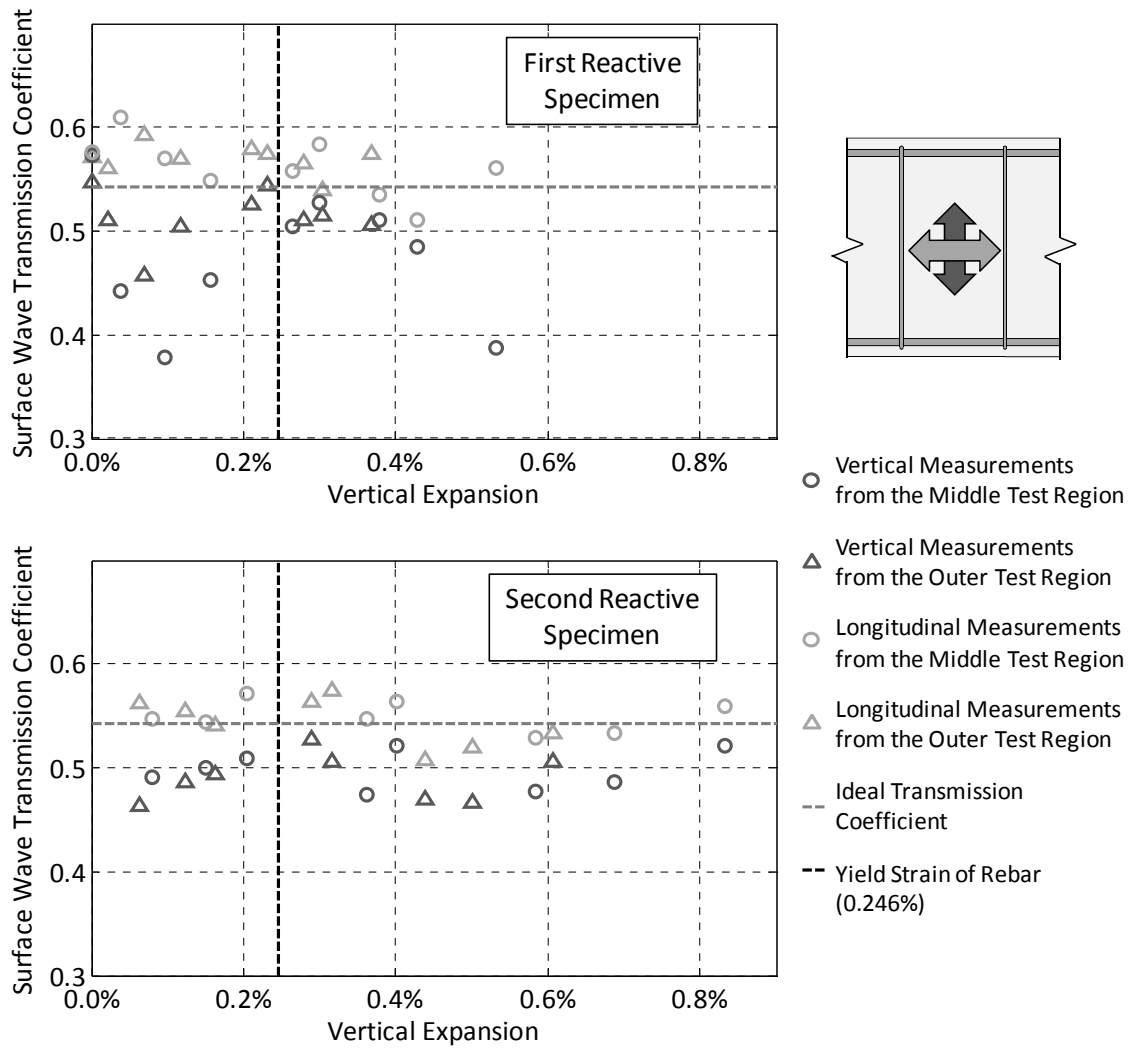 Surface Wave Transmission Coefficient
0.6
0.5
0.4
0.3
0.0%
0.2%
0.4%
0.6%
0.8%
Vertical Expansion
First Reactive
Specimen
Surface Wave Transmission Coefficient
0.6
0.5
0.4
0.3
0.0%
0.2%
0.4%
0.6%
0.8%
Vertical Expansion
Second Reactive
Specimen
Vertical Measurements
from the Middle Test Region
Vertical Measurements
from the Outer Test Region
Longitudinal Measurements
from the Middle Test Region
Longitudinal Measurements
from the Outer Test Region
Ideal Transmission
Coefficient
Yield Strain of Rebar
(0.246%)